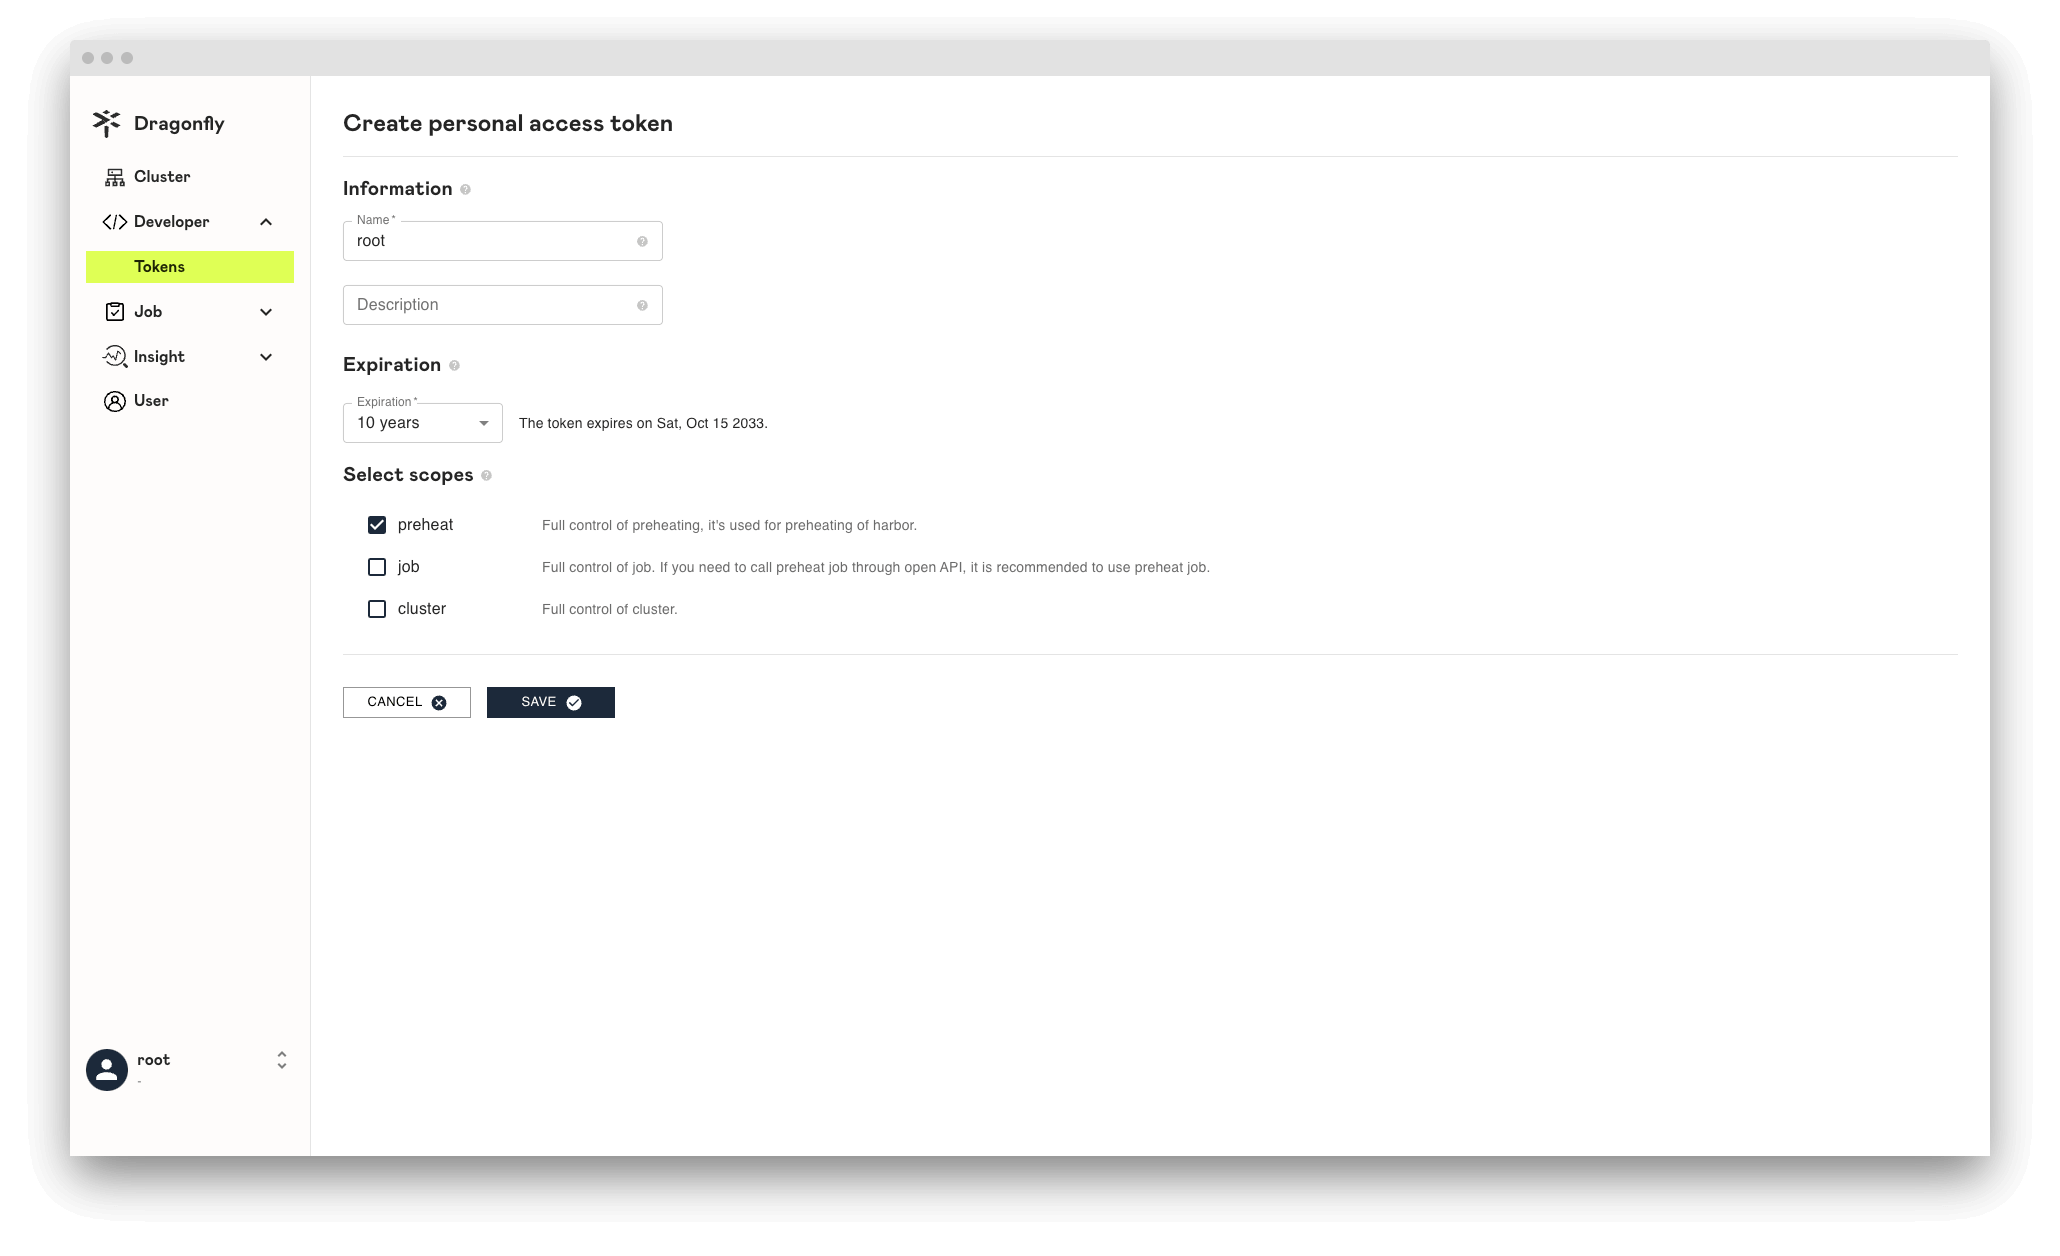 Dragonfly
Cluster
Developer
Tokens
Job
Insight
User
root
-
Create personal access token
Information
Name *
root
Description
Expiration
Expiration *
10 years
The token expires on Sat, Oct 15 2033.
Select scopes
preheat Full control of preheating, it's used for preheating of harbor.
job Full control of job. If you need to call preheat job through open API, it is recommended to use preheat job.
cluster Full control of cluster.
CANCEL SAVE